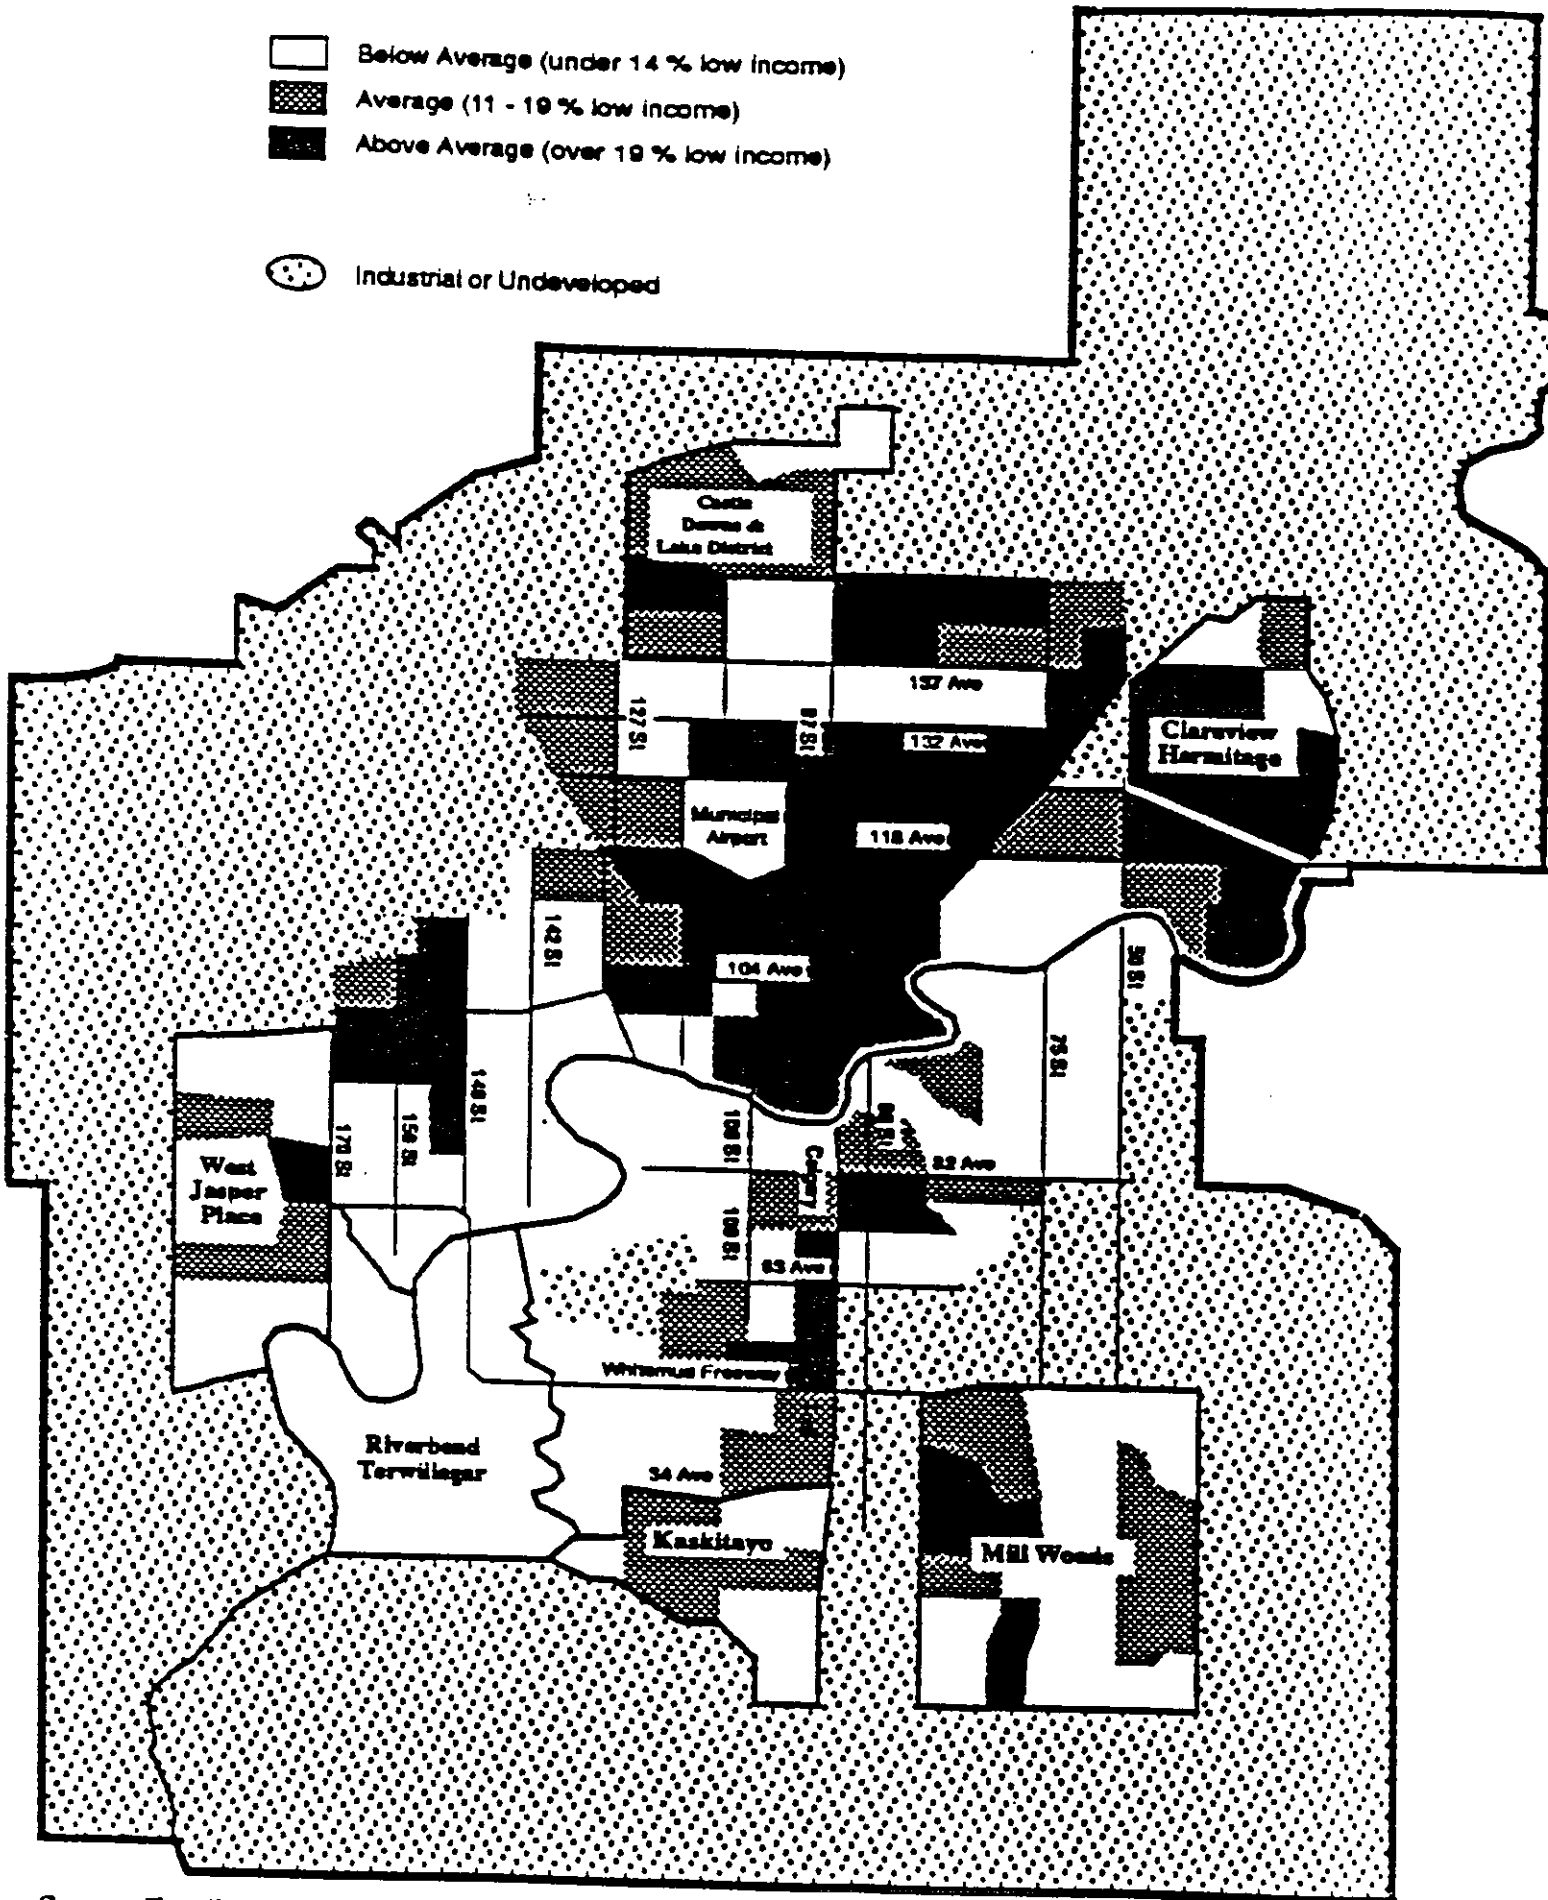 Below Average (under 14 % low income)
Average (11 - 19 % low income)
Above Average (over 19 % low income)
Industrial or Undeveloped
Castle
Downs &
Lake District
137 Ave
127 St
97 St
132 Ave
Clareview
Hermitage
Municipal
Airport
118 Ave
142 St
104 Ave
50 St
75 St
149 St
170 St
156 St
109 St
Calgary
82 Ave
West
Jasper
Place
109 St
63 Ave
Whitemud Freeway
Riverbend
Terwillegar
34 Ave
Kaskitayo
Mill Woods